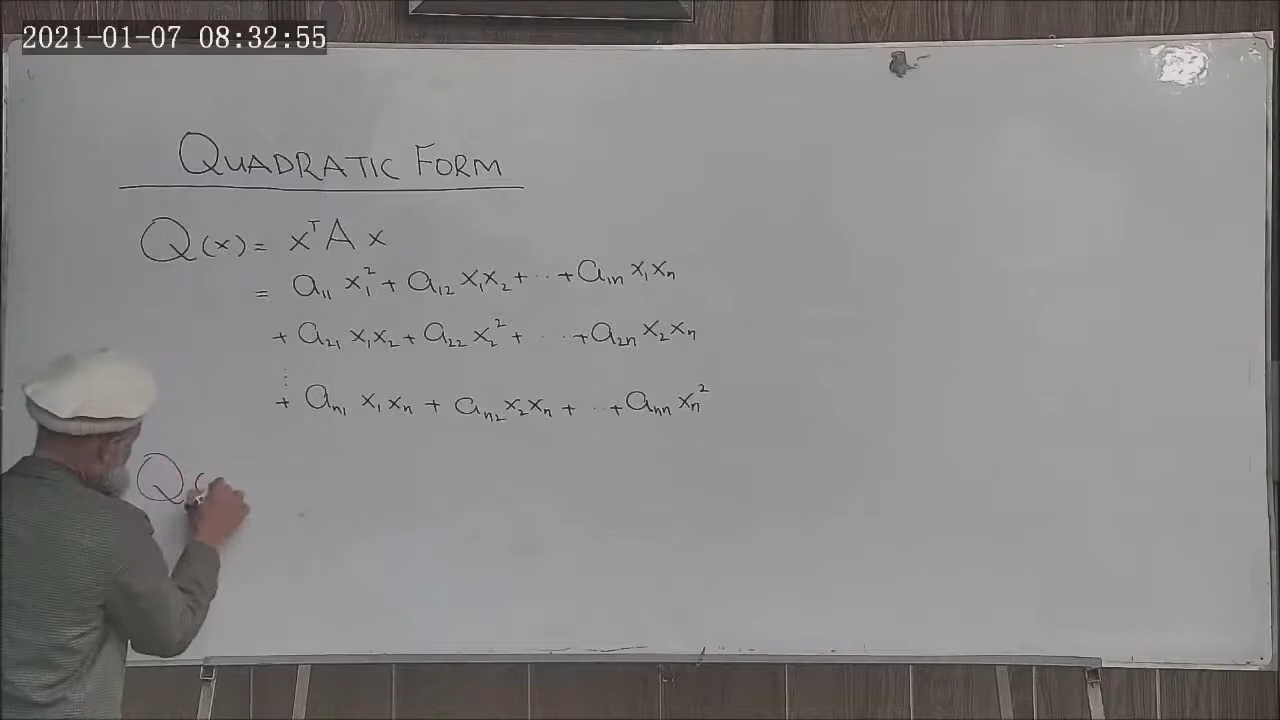 2021-01-07 08:32:55
QUADRATIC FORM
Q(x) = xᵀA x
= a₁₁ x₁² + a₁₂ x₁x₂ + ... + a₁ₙ x₁xₙ
+ a₂₁ x₁x₂ + a₂₂ x₂² + ... + a₂ₙ x₂xₙ
⋮
+ aₙ₁ x₁xₙ + aₙ₂ x₂xₙ + ... + aₙₙ xₙ²
Q(